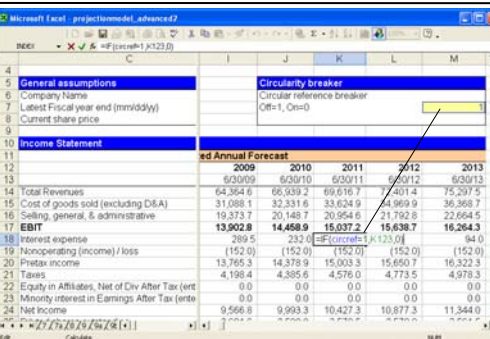 Microsoft Excel - projectionmodel_advanced7
INDEX =IF(circref=1,K123,0)
C I J K L M
4
5 General assumptions Circularity breaker
6 Company Name Circular reference breaker
7 Latest Fiscal year end (mm/dd/yy) Off=1, On=0 1
8 Current share price
9
10 Income Statement
11 ed Annual Forecast
12 2009 2010 2011 2012 2013
13 6/30/09 6/30/10 6/30/11 6/30/12 6/30/13
14 Total Revenues 64,364.6 66,939.2 69,616.7 72,401.4 75,297.5
15 Cost of goods sold (excluding D&A) 31,088.1 32,331.6 33,624.9 34,969.9 36,368.7
16 Selling, general, & administrative 19,373.7 20,148.7 20,954.6 21,792.8 22,664.5
17 EBIT 13,902.8 14,458.9 15,037.2 15,638.7 16,264.3
18 Interest expense 289.5 232.0 =IF(circref=1,K123,0) 94.0
19 Nonoperating (income) / loss (152.0) (152.0) (152.0) (152.0) (152.0)
20 Pretax income 13,765.3 14,378.9 15,033.3 15,650.7 16,322.3
21 Taxes 4,198.4 4,385.6 4,576.0 4,773.5 4,978.3
22 Equity in Affiliates, Net of Div After Tax (ent 0.0 0.0 0.0 0.0 0.0
23 Minority interest in Earnings After Tax (ente 0.0 0.0 0.0 0.0 0.0
24 Net Income 9,566.8 9,993.3 10,427.3 10,877.3 11,344.0
Edit Calculate NUM